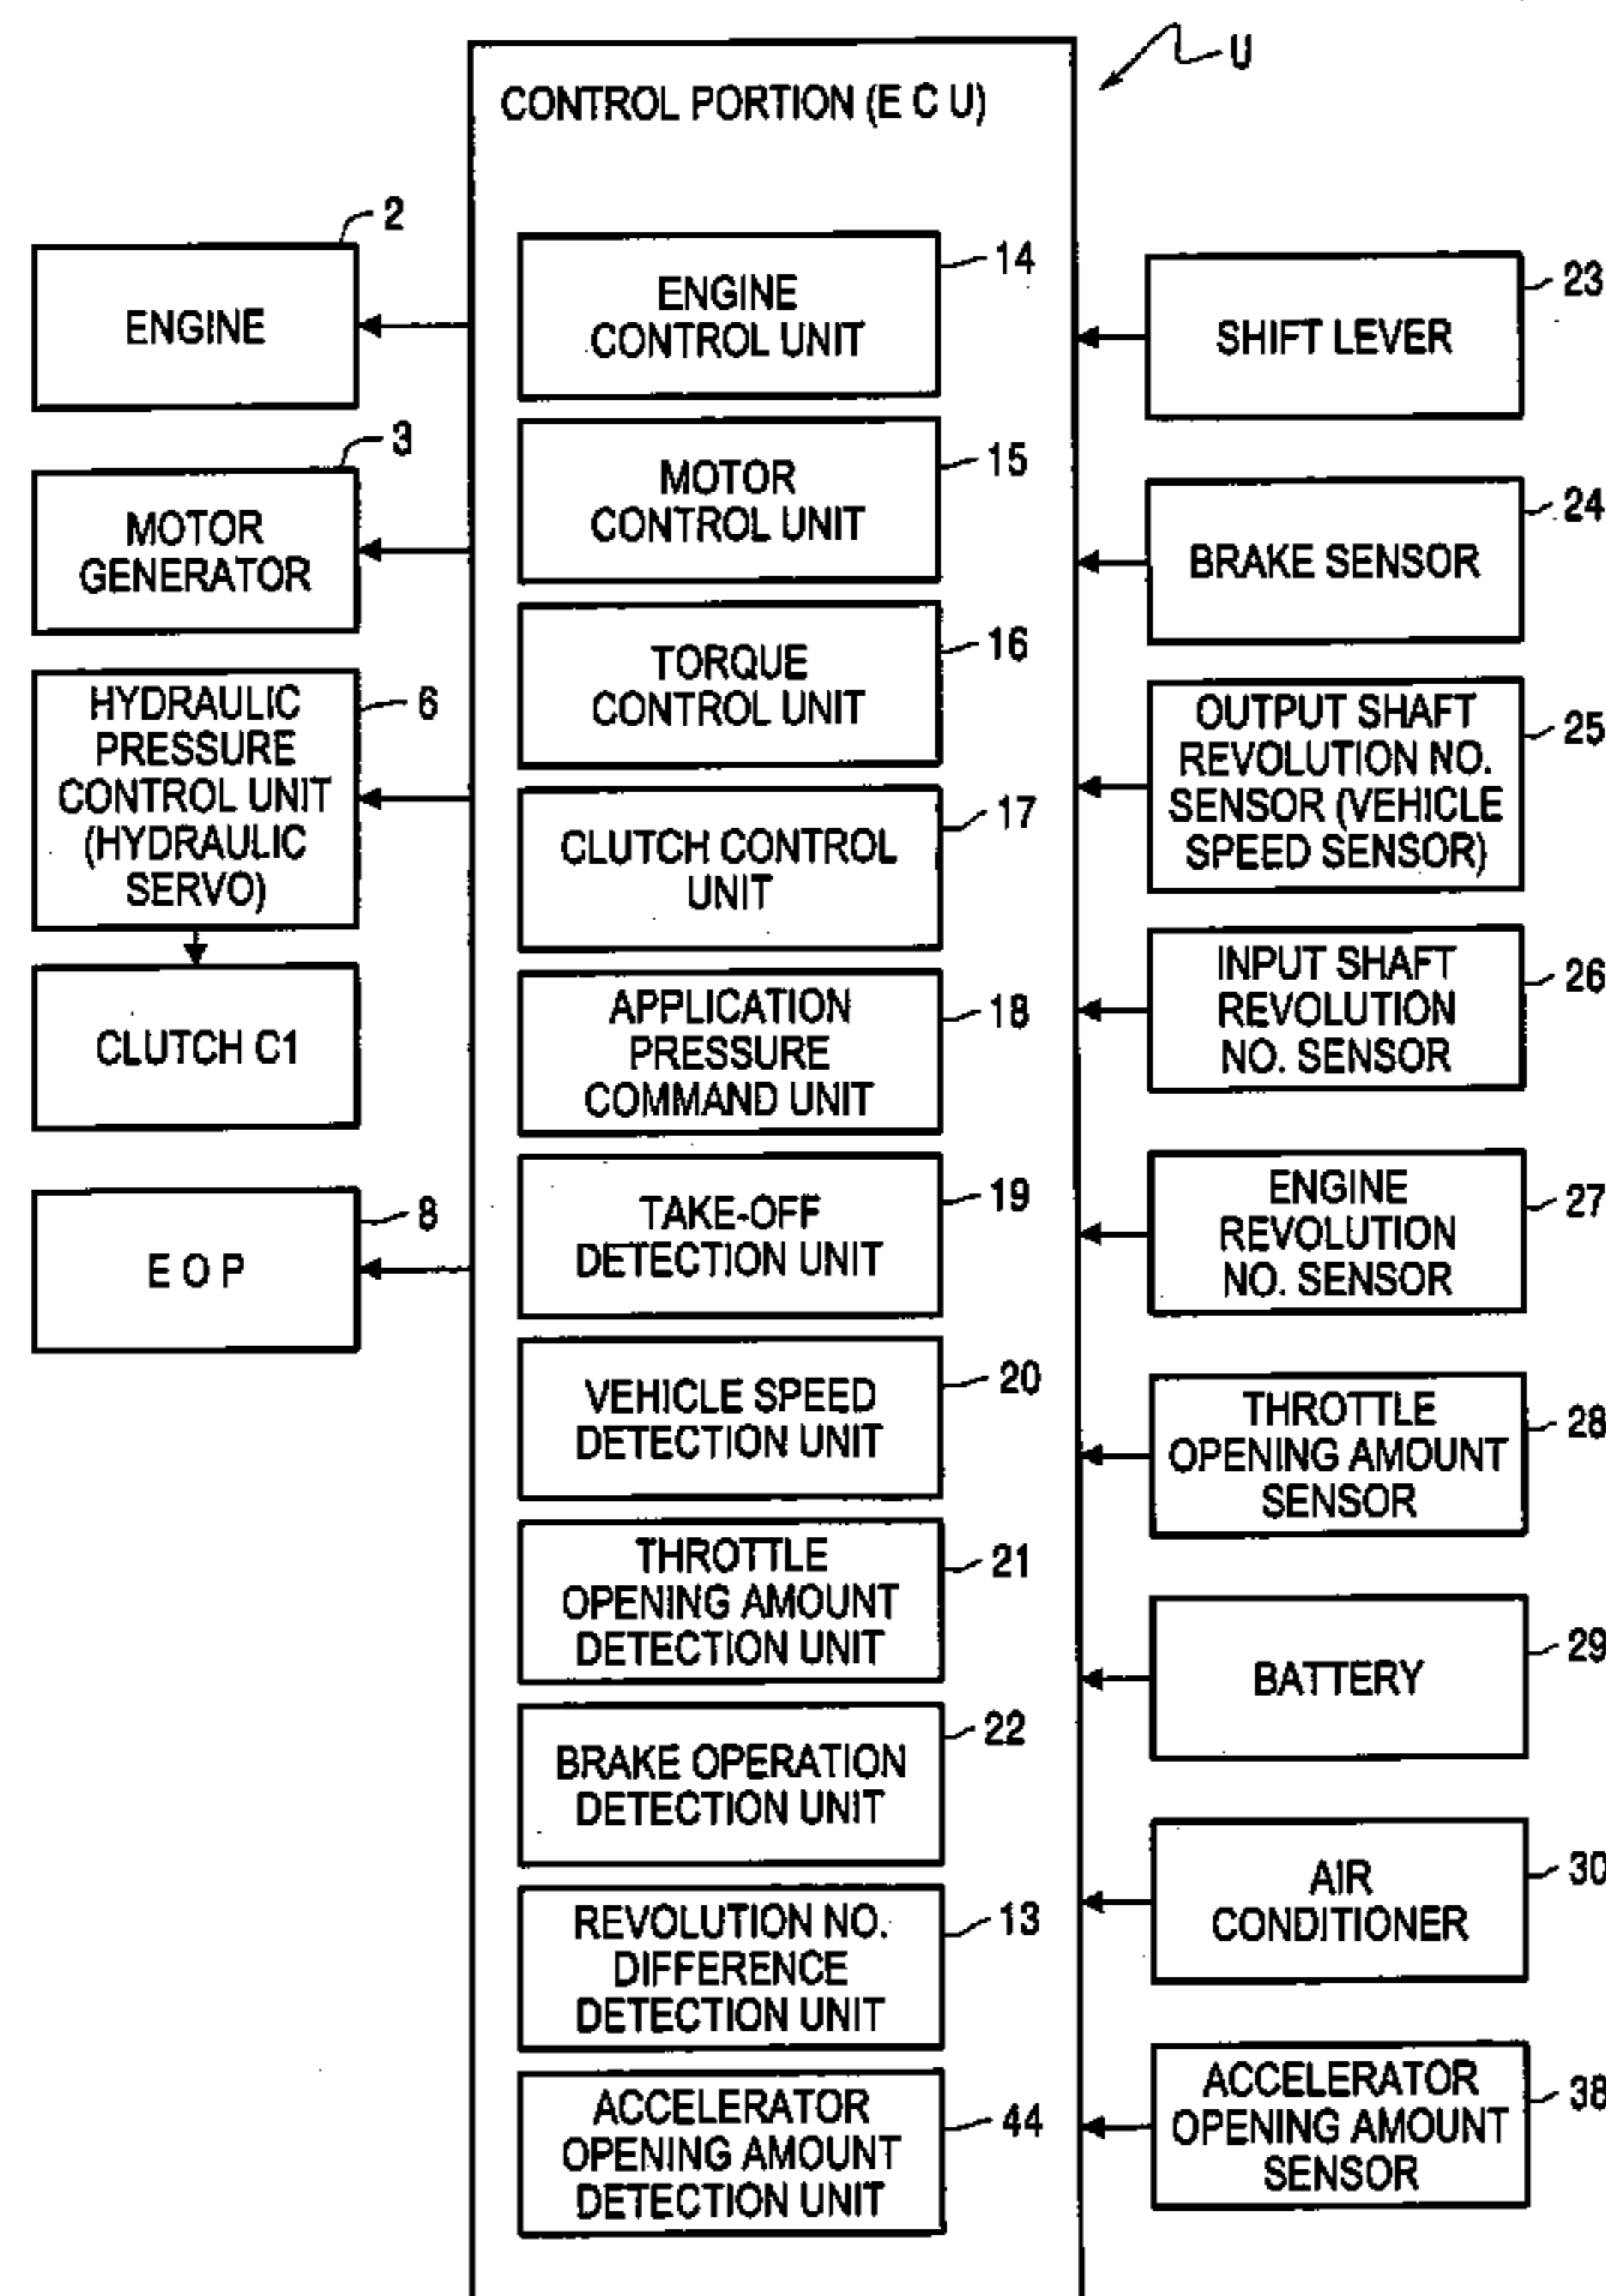 U
CONTROL PORTION (E C U)
2
ENGINE
3
MOTOR
GENERATOR
6
HYDRAULIC
PRESSURE
CONTROL UNIT
(HYDRAULIC
SERVO)
CLUTCH C1
8
E O P
14
ENGINE
CONTROL UNIT
15
MOTOR
CONTROL UNIT
16
TORQUE
CONTROL UNIT
17
CLUTCH CONTROL
UNIT
18
APPLICATION
PRESSURE
COMMAND UNIT
19
TAKE-OFF
DETECTION UNIT
20
VEHICLE SPEED
DETECTION UNIT
21
THROTTLE
OPENING AMOUNT
DETECTION UNIT
22
BRAKE OPERATION
DETECTION UNIT
13
REVOLUTION NO.
DIFFERENCE
DETECTION UNIT
44
ACCELERATOR
OPENING AMOUNT
DETECTION UNIT
23
SHIFT LEVER
24
BRAKE SENSOR
25
OUTPUT SHAFT
REVOLUTION NO.
SENSOR (VEHICLE
SPEED SENSOR)
26
INPUT SHAFT
REVOLUTION
NO. SENSOR
27
ENGINE
REVOLUTION
NO. SENSOR
28
THROTTLE
OPENING AMOUNT
SENSOR
29
BATTERY
30
AIR
CONDITIONER
38
ACCELERATOR
OPENING AMOUNT
SENSOR